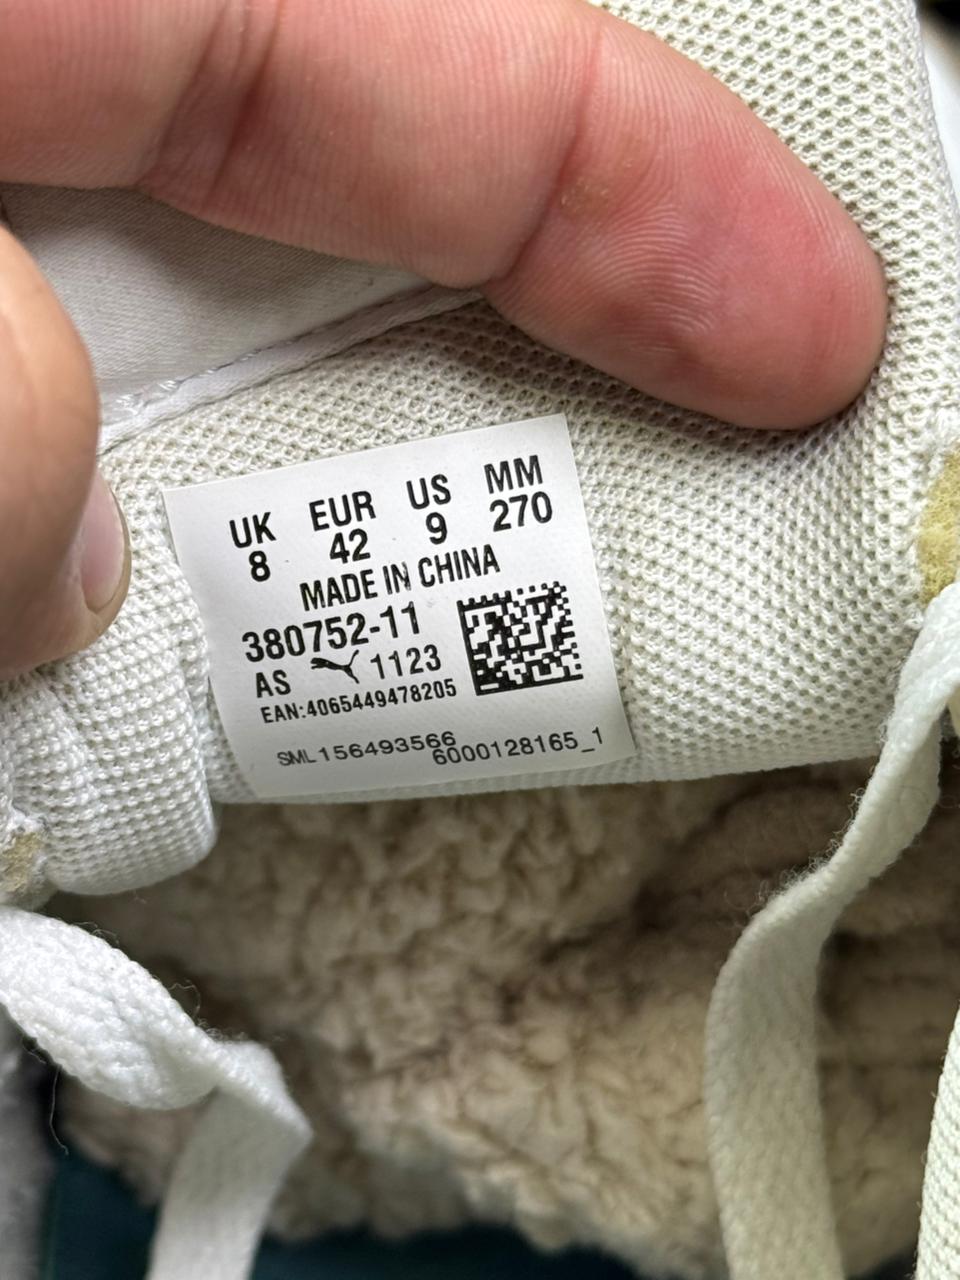 UK EUR US MM
8 42 9 270
MADE IN CHINA
380752-11
AS 1123
EAN:4065449478205
SML156493566
6000128165_1